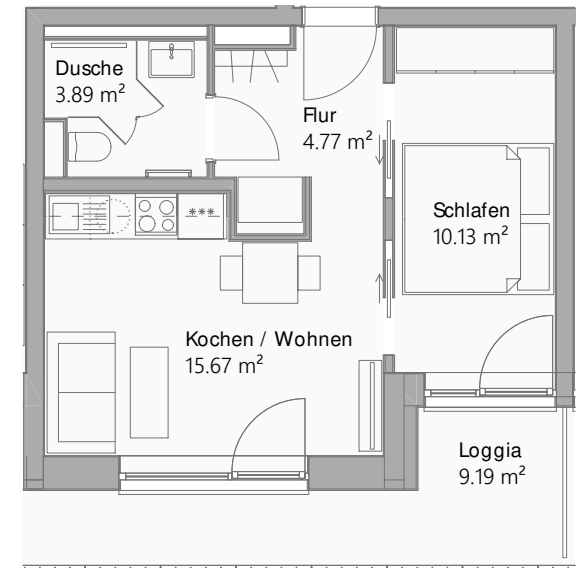 Dusche
3.89 m²
Flur
4.77 m²
Schlafen
10.13 m²
***
Kochen / Wohnen
15.67 m²
Loggia
9.19 m²